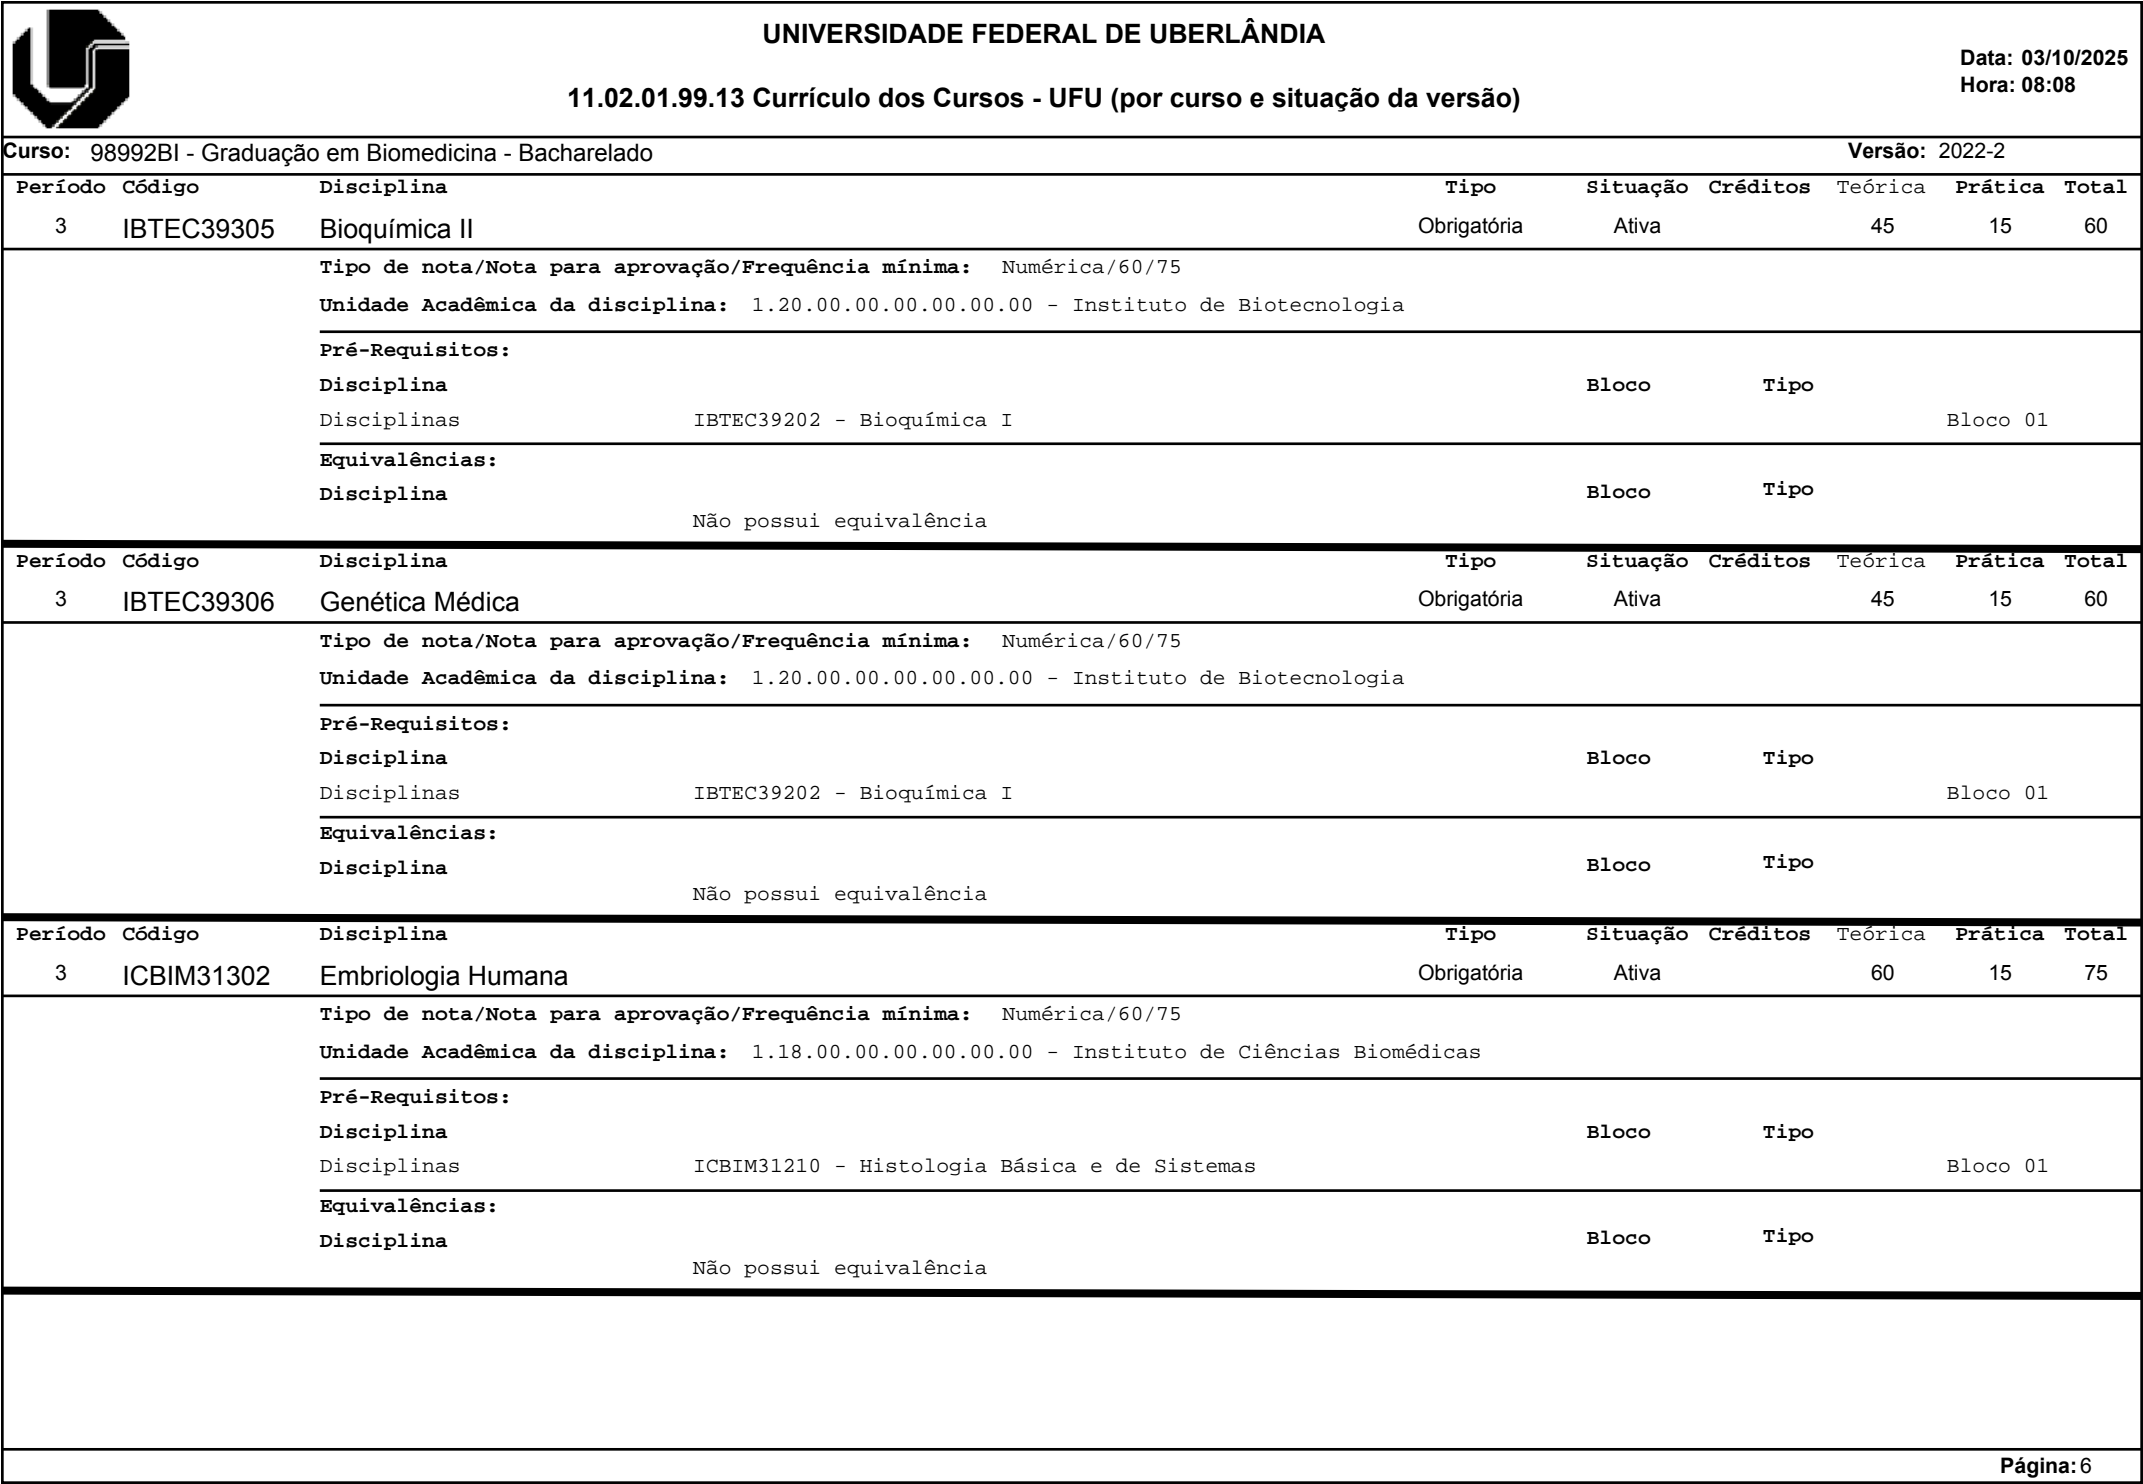 UNIVERSIDADE FEDERAL DE UBERLÂNDIA
Data: 03/10/2025
Hora: 08:08
11.02.01.99.13 Currículo dos Cursos - UFU (por curso e situação da versão)
Curso: 98992BI - Graduação em Biomedicina - Bacharelado Versão: 2022-2
Período Código Disciplina Tipo Situação Créditos Teórica Prática Total
3 IBTEC39305 Bioquímica II Obrigatória Ativa 45 15 60
Tipo de nota/Nota para aprovação/Frequência mínima: Numérica/60/75
Unidade Acadêmica da disciplina: 1.20.00.00.00.00.00.00 - Instituto de Biotecnologia
Pré-Requisitos:
Disciplina Bloco Tipo
Disciplinas IBTEC39202 - Bioquímica I Bloco 01
Equivalências:
Disciplina Bloco Tipo
Não possui equivalência
Período Código Disciplina Tipo Situação Créditos Teórica Prática Total
3 IBTEC39306 Genética Médica Obrigatória Ativa 45 15 60
Tipo de nota/Nota para aprovação/Frequência mínima: Numérica/60/75
Unidade Acadêmica da disciplina: 1.20.00.00.00.00.00.00 - Instituto de Biotecnologia
Pré-Requisitos:
Disciplina Bloco Tipo
Disciplinas IBTEC39202 - Bioquímica I Bloco 01
Equivalências:
Disciplina Bloco Tipo
Não possui equivalência
Período Código Disciplina Tipo Situação Créditos Teórica Prática Total
3 ICBIM31302 Embriologia Humana Obrigatória Ativa 60 15 75
Tipo de nota/Nota para aprovação/Frequência mínima: Numérica/60/75
Unidade Acadêmica da disciplina: 1.18.00.00.00.00.00.00 - Instituto de Ciências Biomédicas
Pré-Requisitos:
Disciplina Bloco Tipo
Disciplinas ICBIM31210 - Histologia Básica e de Sistemas Bloco 01
Equivalências:
Disciplina Bloco Tipo
Não possui equivalência
Página: 6